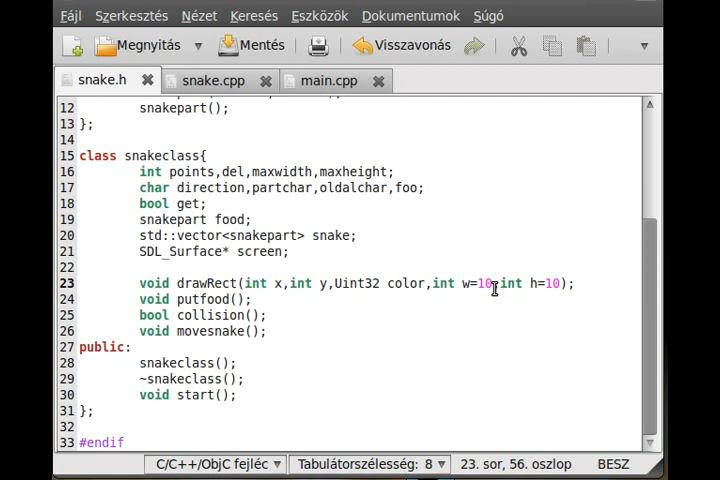 Fájl Szerkesztés Nézet Keresés Eszközök Dokumentumok Súgó
Megnyitás Mentés Visszavonás
snake.h snake.cpp main.cpp
12 snakepart();
13 };
14
15 class snakeclass{
16 int points,del,maxwidth,maxheight;
17 char direction,partchar,oldalchar,foo;
18 bool get;
19 snakepart food;
20 std::vector<snakepart> snake;
21 SDL_Surface* screen;
22
23 void drawRect(int x,int y,Uint32 color,int w=10,int h=10);
24 void putfood();
25 bool collision();
26 void movesnake();
27 public:
28 snakeclass();
29 ~snakeclass();
30 void start();
31 };
32
33 #endif
C/C++/ObjC fejléc Tabulátorszélesség: 8 23. sor, 56. oszlop BESZ